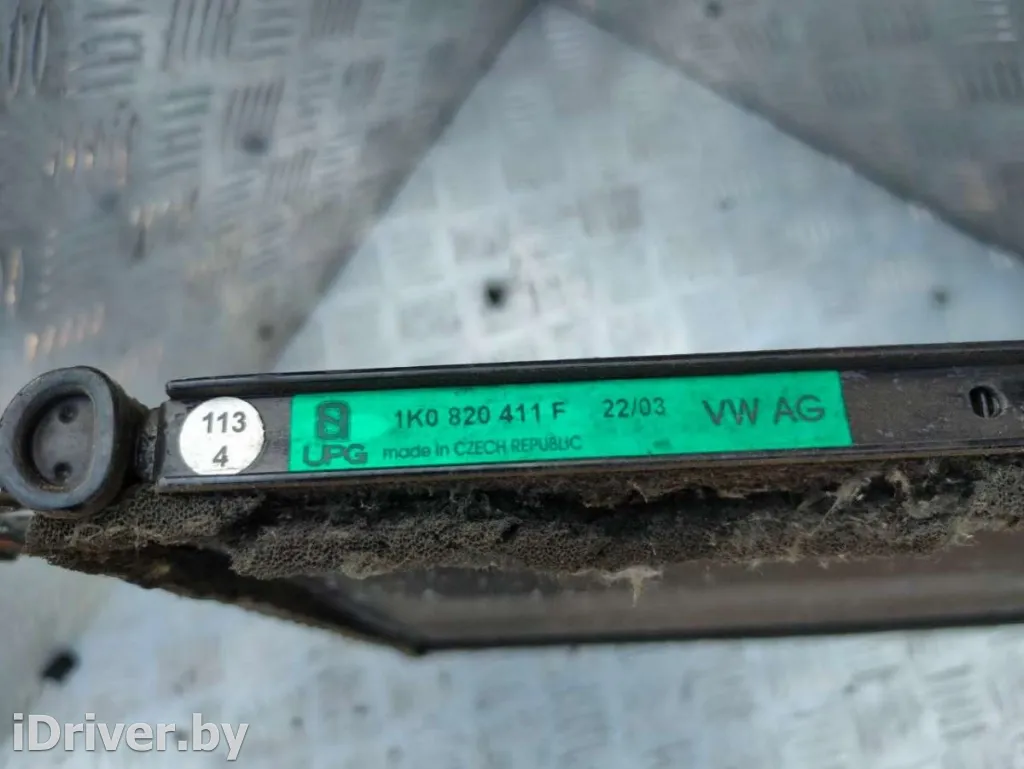 113
4
UPG
1K0 820 411 F 22/03 VW AG
made in CZECH REPUBLIC
iDriver.by